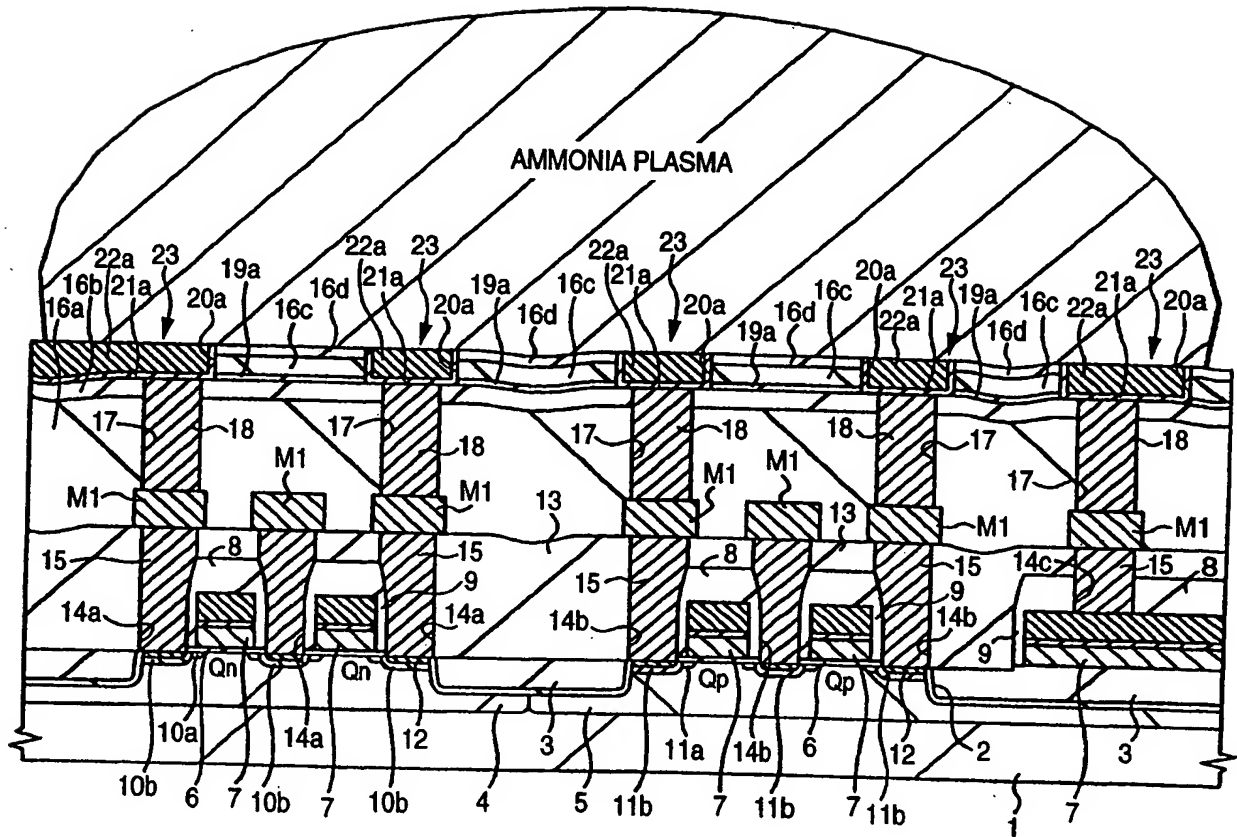 AMMONIA PLASMA
22a 23 22a 23 22a 23 20a 23 23
16b 21a 20a 19a 16d 21a 19a 16c 21a 16d 16c 21a 19a 16c 21a
16a 16c 20a 16d 20a 19a 22a 16d 22a 20a
17 18 17 18 17 18 18 17 17 18
M1 M1 M1 M1 M1 M1 M1
13 13
15 8 15 15 8 15 14c 15 8
9 9
14a 14a 14b 14b 9
Qn Qn Qp Qp 7
10a 14a 12 3 11a 14b 6 12 2 3
10b 6 7 10b 7 10b 4 5 11b 7 11b 7 11b 1 7